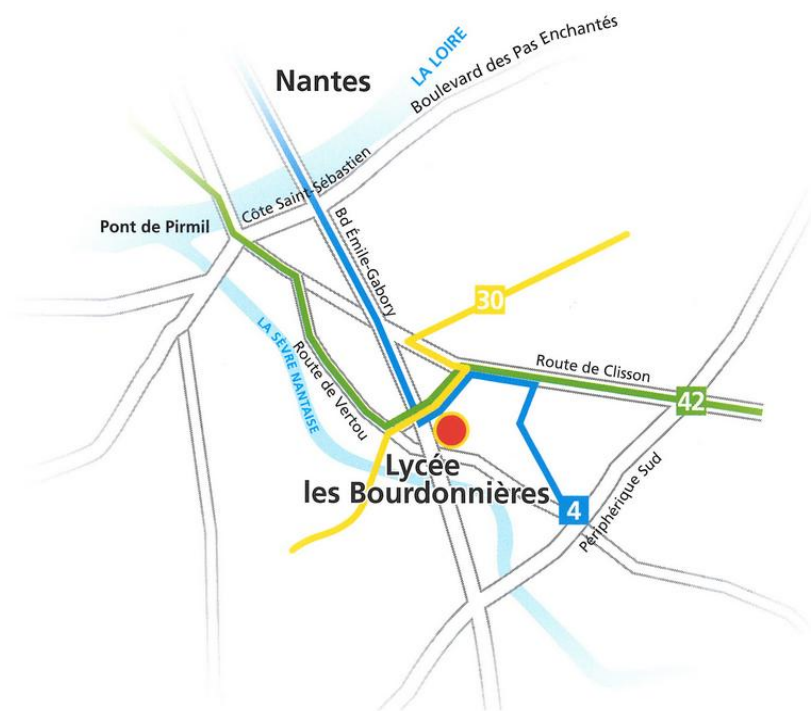 LA LOIRE
Boulevard des Pas Enchantés
Nantes
Côte Saint-Sébastien
Pont de Pirmil
Bd Émile-Gabory
30
LA SÈVRE NANTAISE
Route de Vertou
Route de Clisson
42
Lycée
les Bourdonnières
4
Périphérique Sud